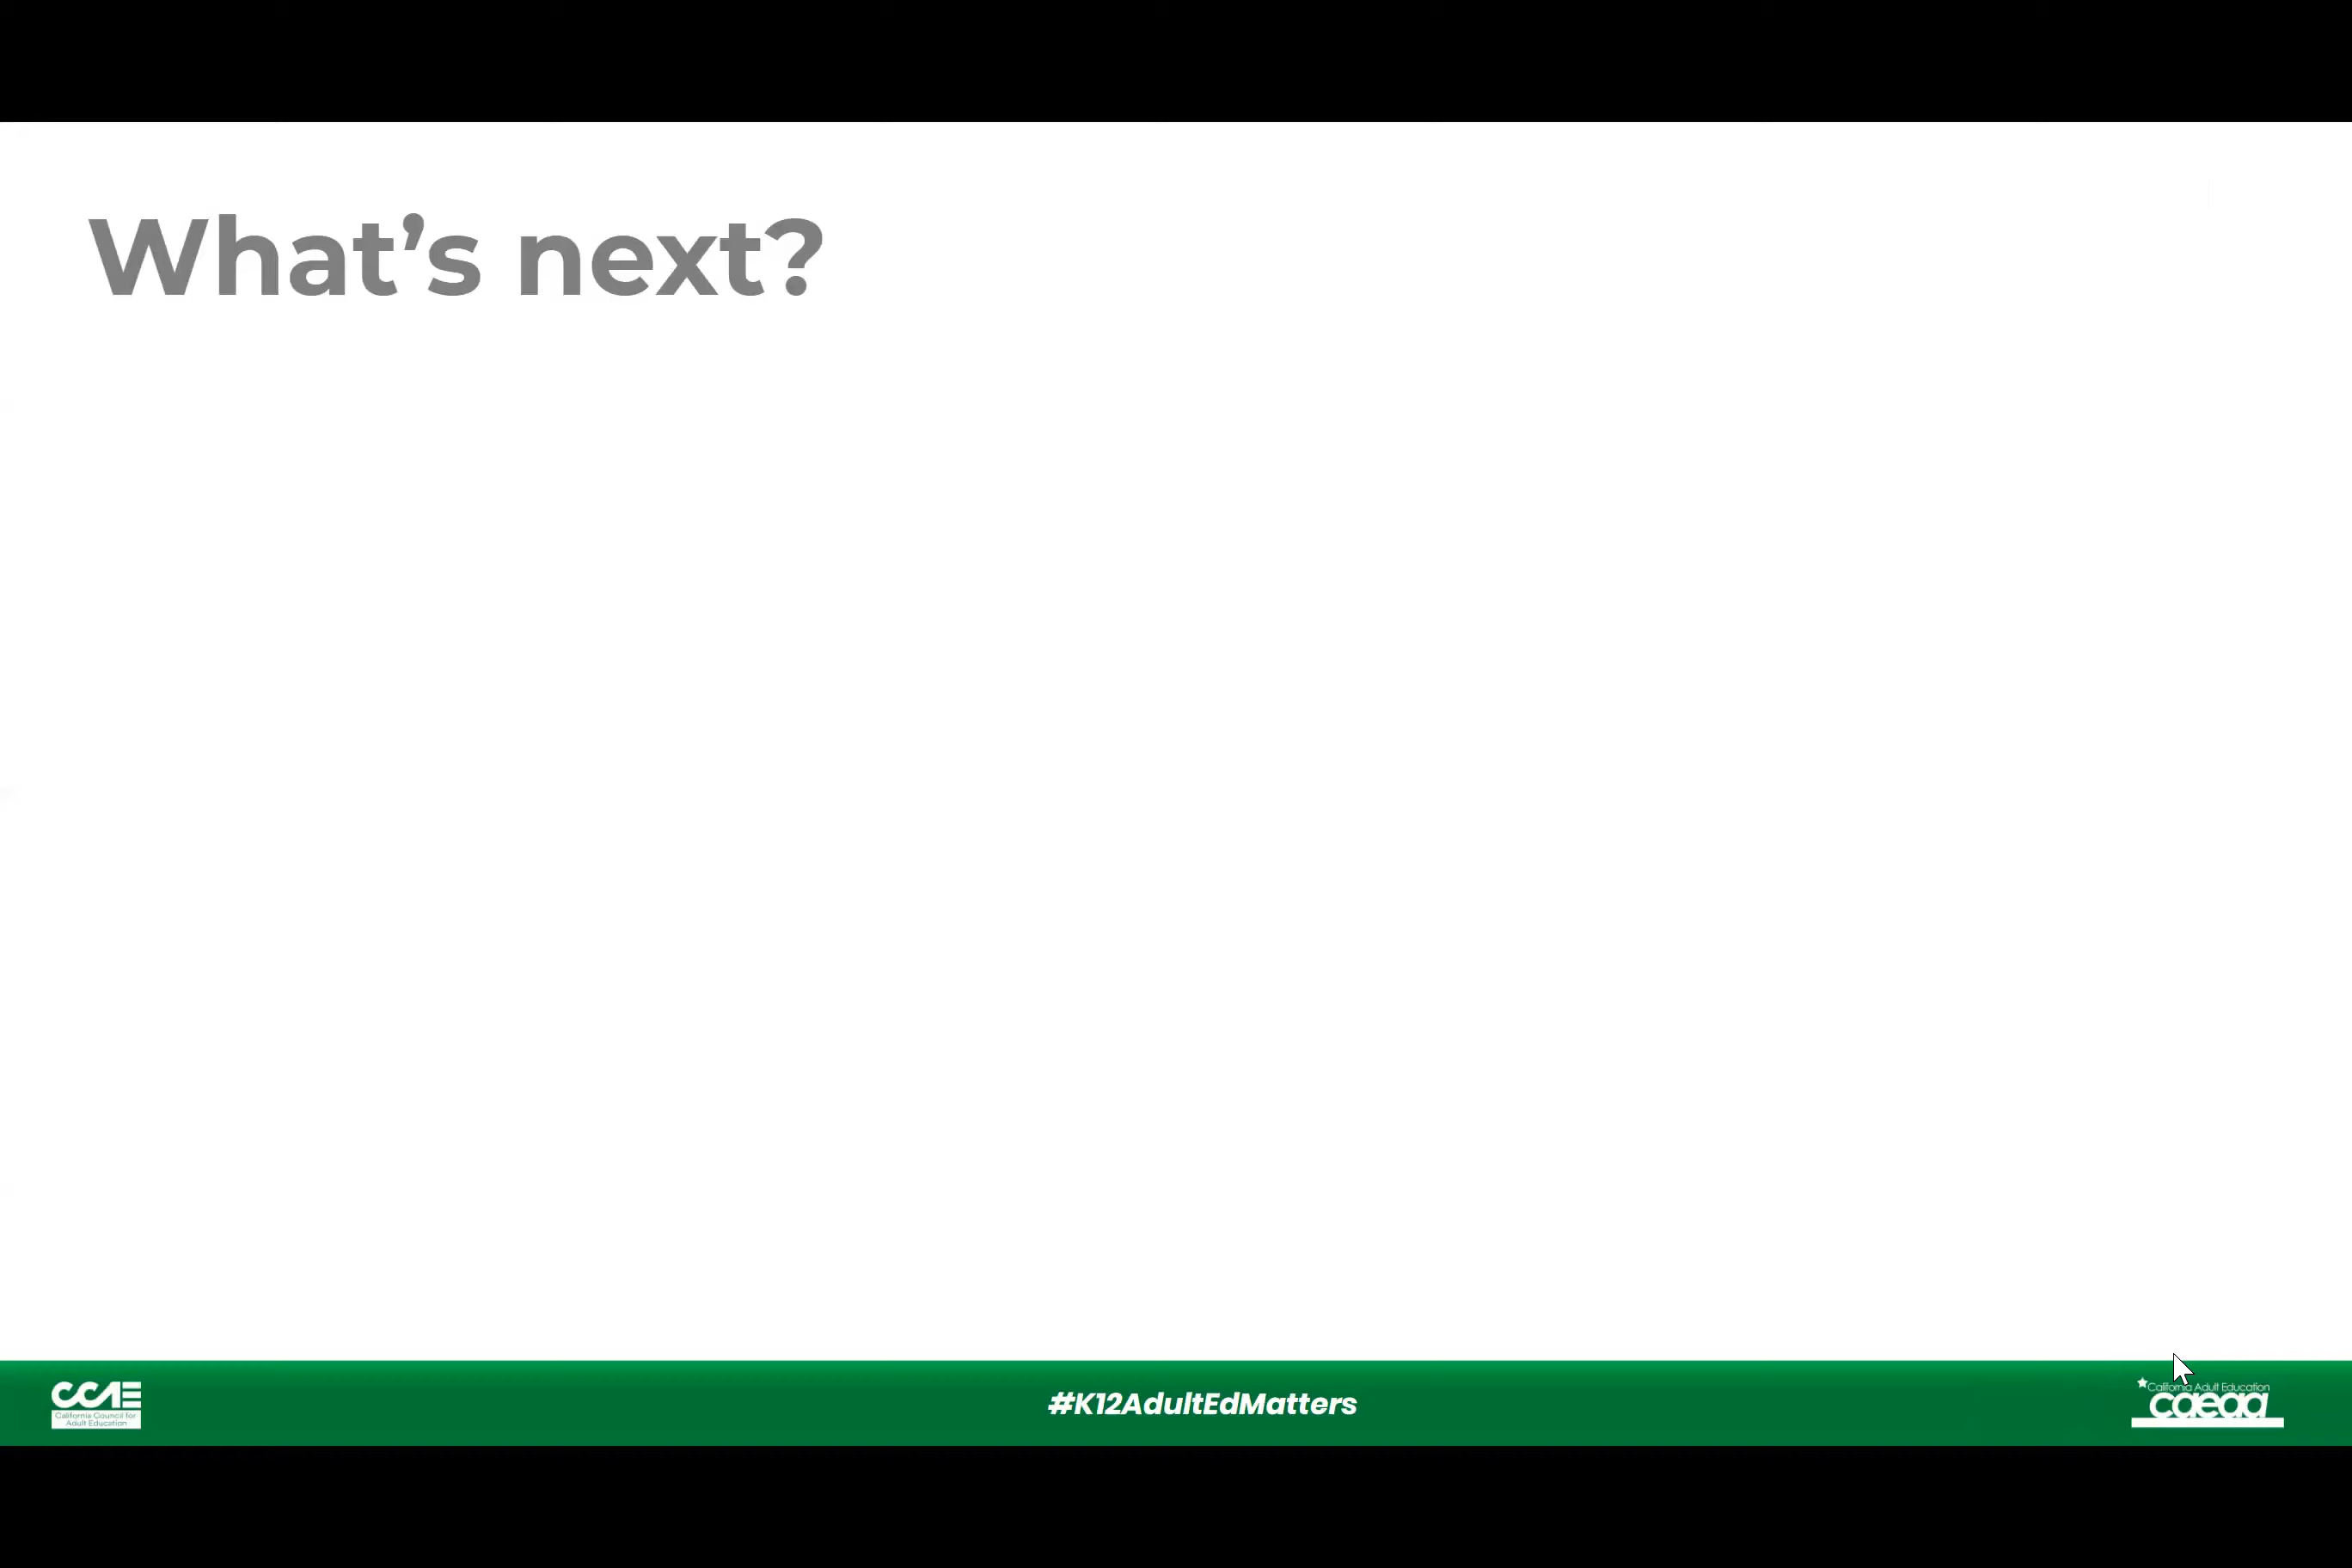 What’s next?
CCAE
California Council for
Adult Education
#K12AdultEdMatters
California Adult Education
caeaa